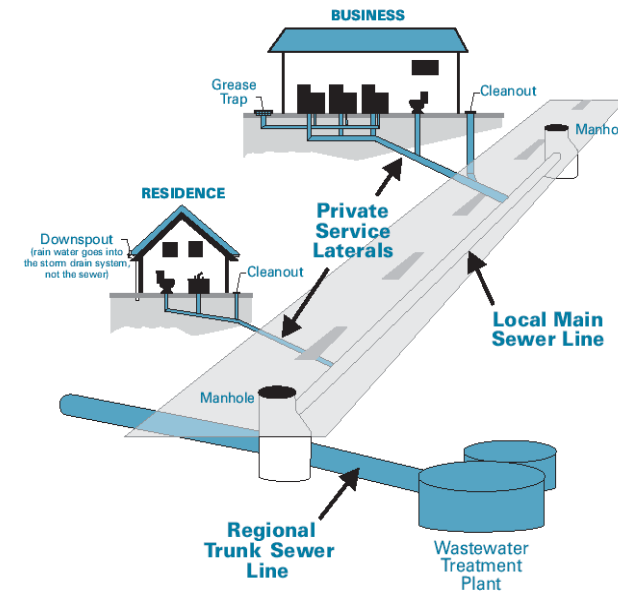 BUSINESS
Grease
Trap
Cleanout
Manho
RESIDENCE
Downspout
(rain water goes into
the storm drain system,
not the sewer)
Cleanout
Private
Service
Laterals
Local Main
Sewer Line
Manhole
Regional
Trunk Sewer
Line
Wastewater
Treatment
Plant